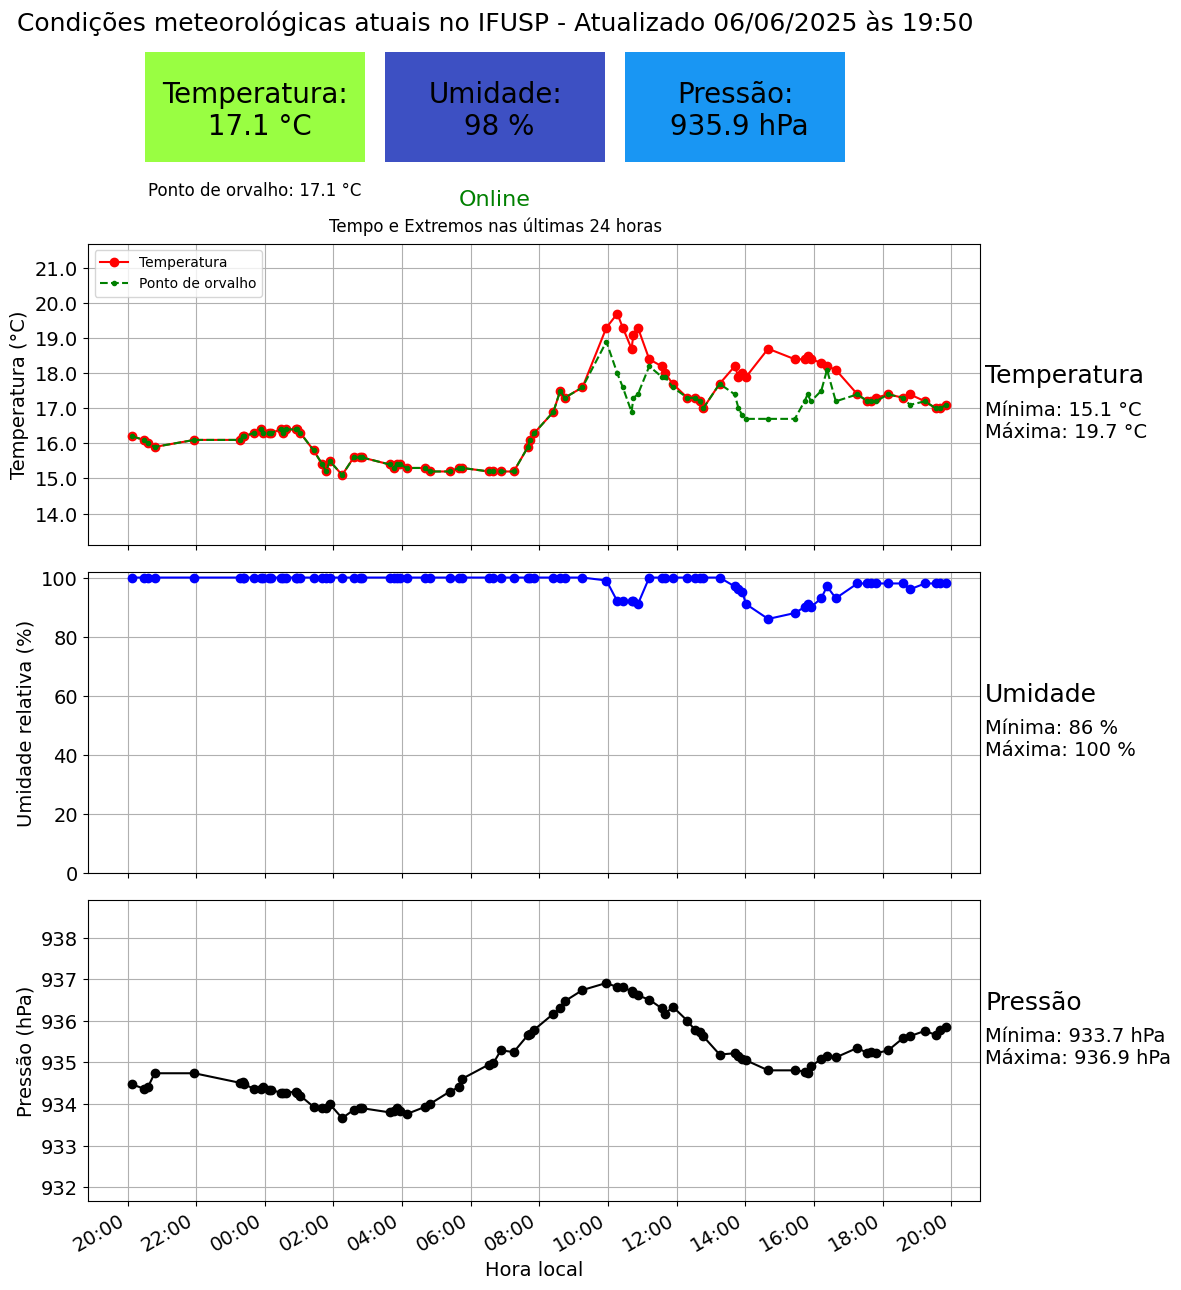 Condições meteorológicas atuais no IFUSP - Atualizado 06/06/2025 às 19:50
Temperatura:
17.1 °C
Umidade:
98 %
Pressão:
935.9 hPa
Ponto de orvalho: 17.1 °C
Online
Tempo e Extremos nas últimas 24 horas
Temperatura
Ponto de orvalho
Temperatura (°C)
21.0
20.0
19.0
18.0
17.0
16.0
15.0
14.0
Temperatura
Mínima: 15.1 °C
Máxima: 19.7 °C
Umidade relativa (%)
100
80
60
40
20
0
Umidade
Mínima: 86 %
Máxima: 100 %
Pressão (hPa)
938
937
936
935
934
933
932
Pressão
Mínima: 933.7 hPa
Máxima: 936.9 hPa
20:00
22:00
00:00
02:00
04:00
06:00
08:00
10:00
12:00
14:00
16:00
18:00
20:00
Hora local